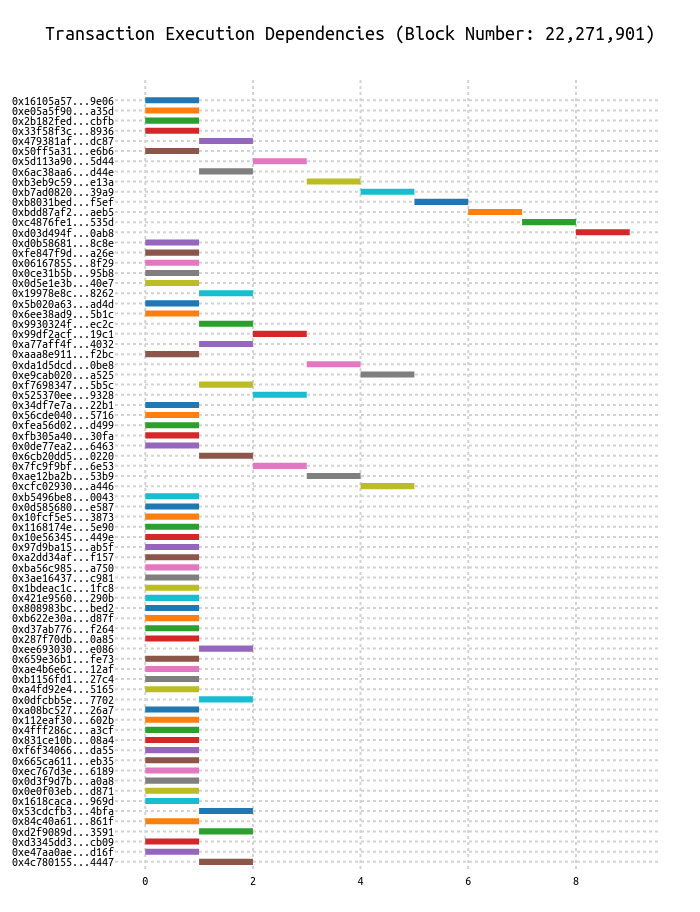 Transaction Execution Dependencies (Block Number: 22,271,901)
0x16105a57...9e06
0xe05a5f90...a35d
0x2b182fed...cbfb
0x33f58f3c...8936
0x479381af...dc87
0x50ff5a31...e6b6
0x5d113a90...5d44
0x6ac38aa6...d44e
0xb3eb9c59...e13a
0xb7ad0820...39a9
0xb8031bed...f5ef
0xbdd87af2...aeb5
0xc4876fe1...535d
0xd03d494f...0ab8
0xd0b58681...8c8e
0xfe847f9d...a26e
0x06167855...8f29
0x0ce31b5b...95b8
0x0d5e1e3b...40e7
0x19978e8c...8262
0x5b020a63...ad4d
0x6ee38ad9...5b1c
0x9930324f...ec2c
0x99df2acf...19c1
0xa77aff4f...4032
0xaaa8e911...f2bc
0xda1d5dcd...0be8
0xe9cab020...a525
0xf7698347...5b5c
0x525370ee...9328
0x34df7e7a...22b1
0x56cde040...5716
0xfea56d02...d499
0xfb305a40...30fa
0x0de77ea2...6463
0x6cb20dd5...0220
0x7fc9f9bf...6e53
0xae12ba2b...53b9
0xcfc02930...a446
0xb5496be8...0043
0x0d585680...e587
0x10fcf5e5...3873
0x1168174e...5e90
0x10e56345...449e
0x97d9ba15...ab5f
0xa2dd34af...f157
0xba56c985...a750
0x3ae16437...c981
0x1bdeac1c...1fc8
0x421e9560...290b
0x808983bc...bed2
0xb622e30a...d87f
0xd37ab776...f264
0x287f70db...0a85
0xee693030...e086
0x659e36b1...fe73
0xae4b6e6c...12af
0xb1156fd1...27c4
0xa4fd92e4...5165
0x0dfcbb5e...7702
0xa08bc527...26a7
0x112eaf30...602b
0x4fff286c...a3cf
0x831ce10b...08a4
0xf6f34066...da55
0x665ca611...eb35
0xec767d3e...6189
0x0d3f9d7b...a0a8
0x0e0f03eb...d871
0x1618caca...969d
0x53cdcfb3...4bfa
0x84c40a61...861f
0xd2f9089d...3591
0xd3345dd3...cb09
0xe47aa0ae...d16f
0x4c780155...4447
0 2 4 6 8